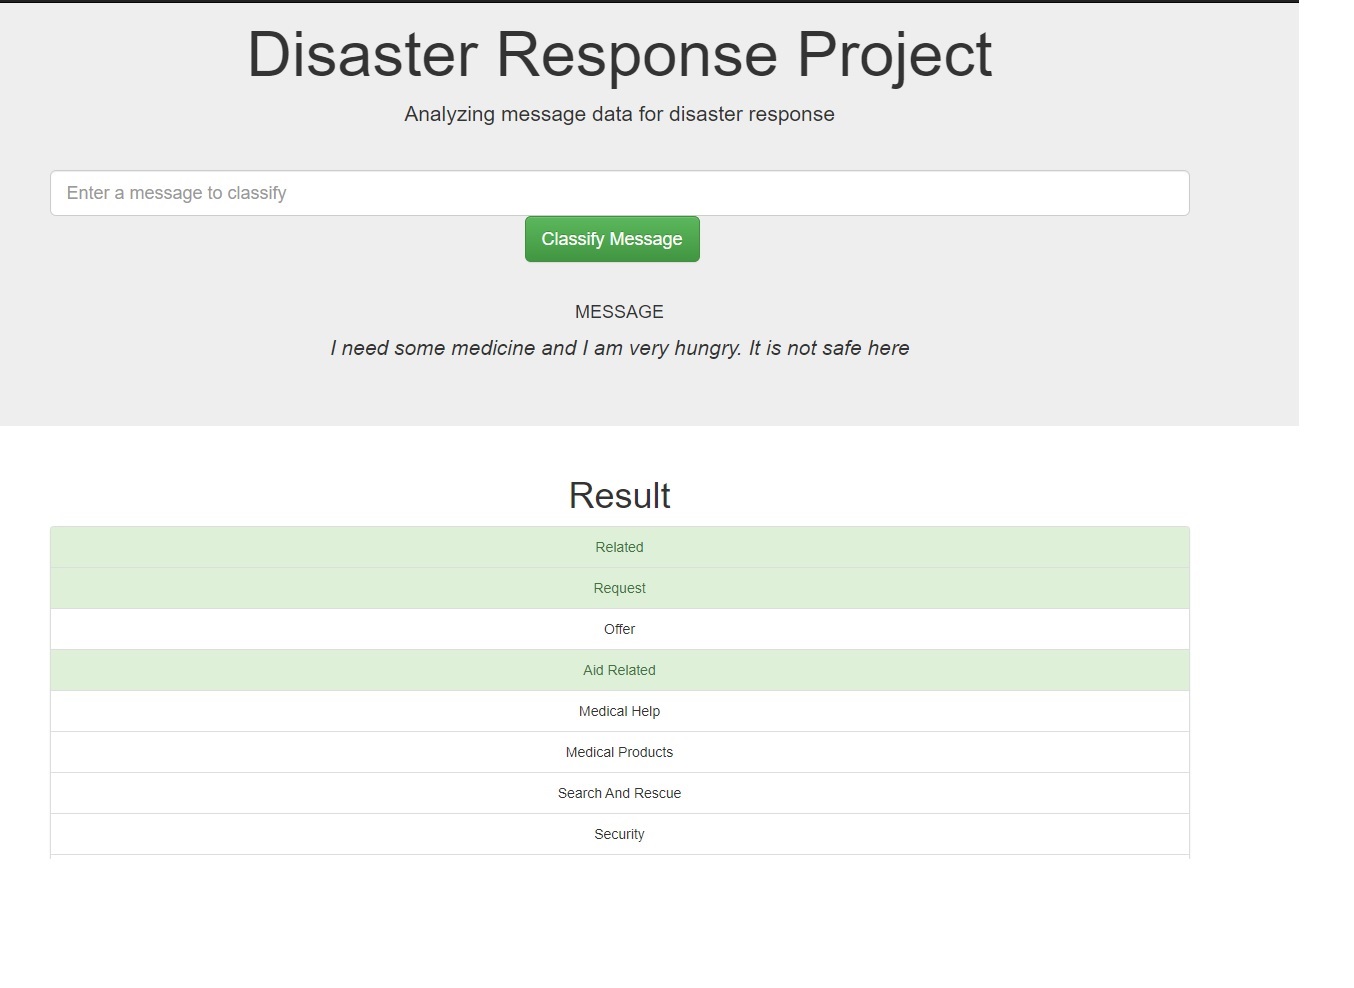 Disaster Response Project
Analyzing message data for disaster response
Enter a message to classify
Classify Message
MESSAGE
I need some medicine and I am very hungry. It is not safe here
Result
Related
Request
Offer
Aid Related
Medical Help
Medical Products
Search And Rescue
Security